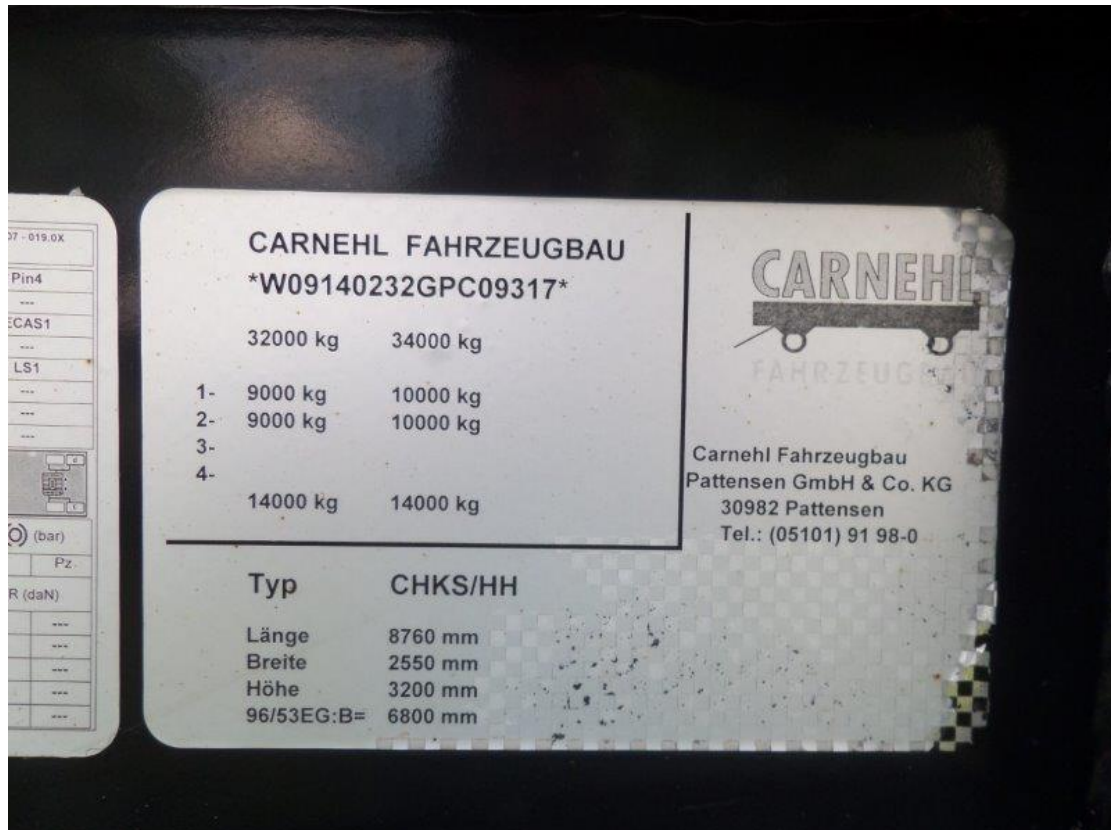 07 - 019.0X
Pin4
---
ECAS1
---
LS1
---
---
---
(bar)
Pz
R (daN)
---
---
---
---
---
CARNEHL FAHRZEUGBAU
*W09140232GPC09317*
32000 kg 34000 kg
1- 9000 kg 10000 kg
2- 9000 kg 10000 kg
3-
4-
14000 kg 14000 kg
CARNEHL
FAHRZEUGBAU
Carnehl Fahrzeugbau
Pattensen GmbH & Co. KG
30982 Pattensen
Tel.: (05101) 91 98-0
Typ CHKS/HH
Länge 8760 mm
Breite 2550 mm
Höhe 3200 mm
96/53EG:B= 6800 mm